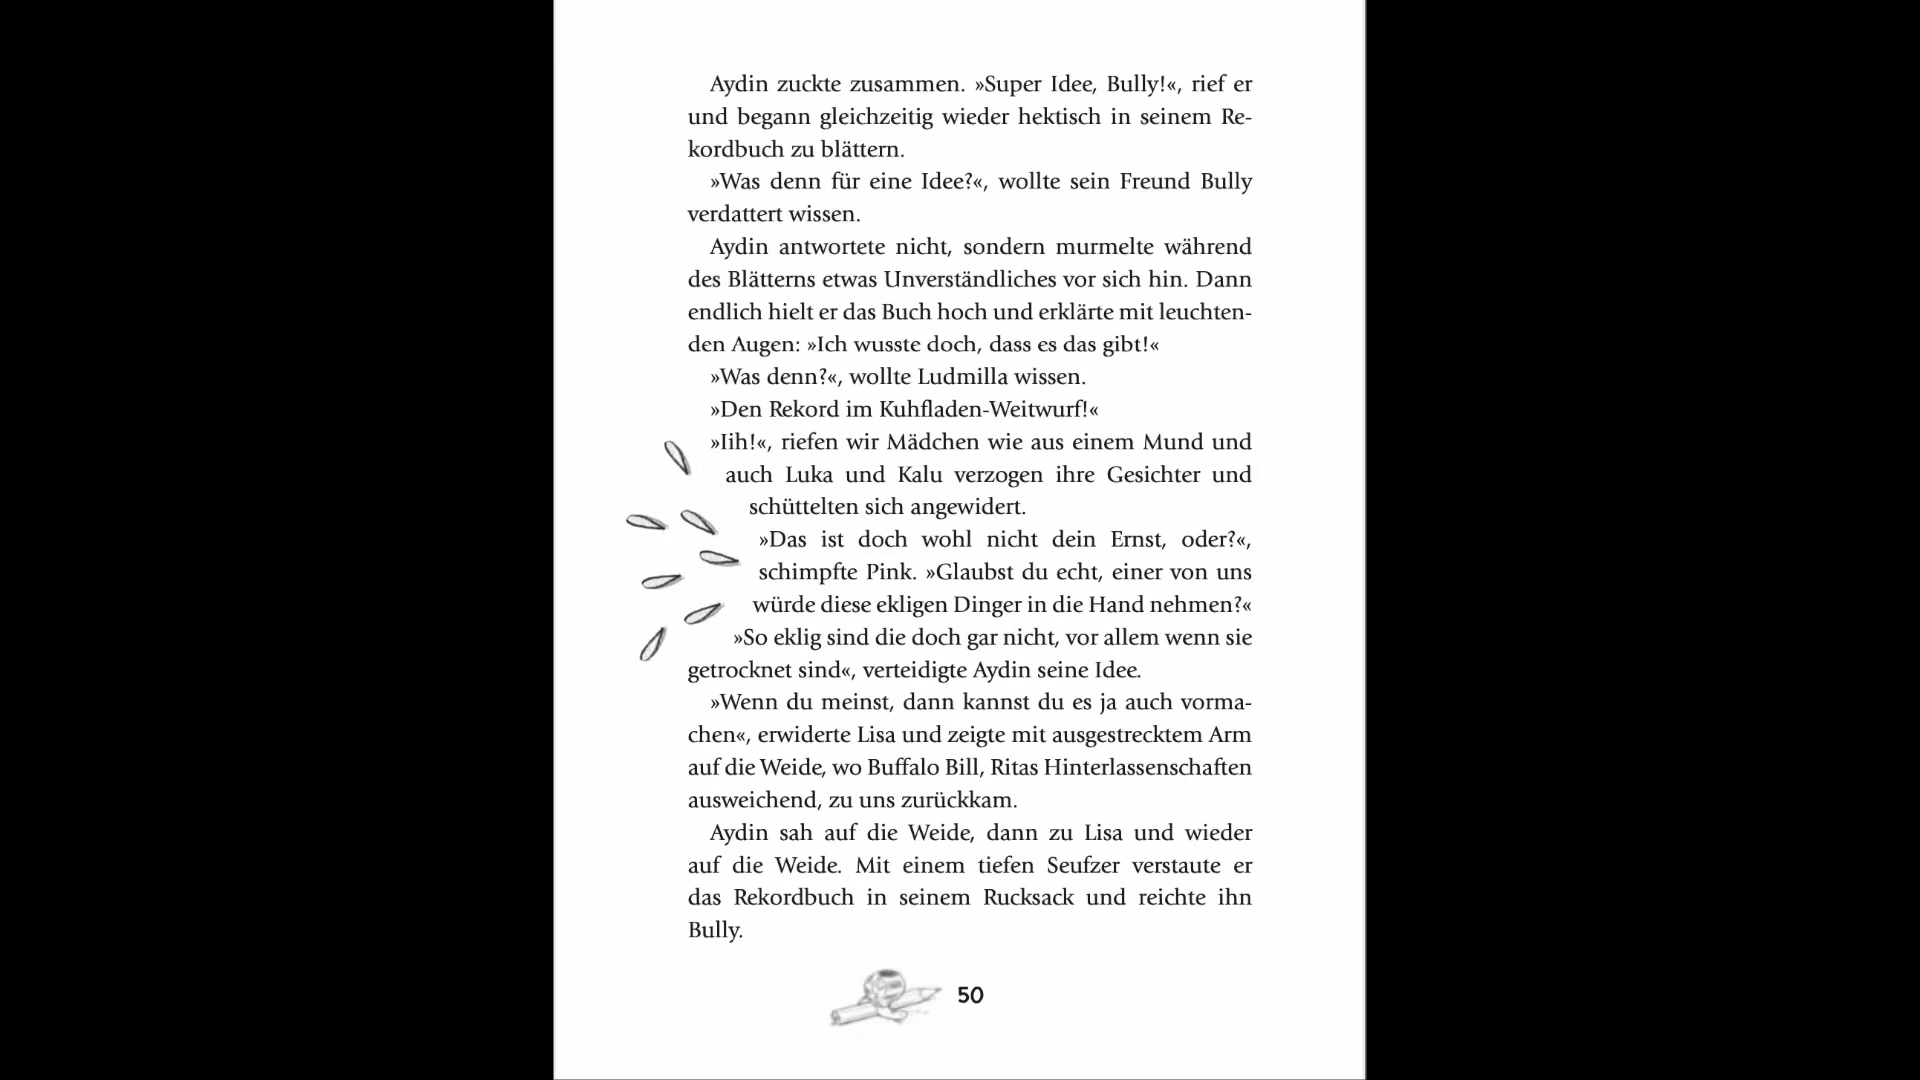 Aydin zuckte zusammen. »Super Idee, Bully!«, rief er
und begann gleichzeitig wieder hektisch in seinem Re-
kordbuch zu blättern.
»Was denn für eine Idee?«, wollte sein Freund Bully
verdattert wissen.
Aydin antwortete nicht, sondern murmelte während
des Blätterns etwas Unverständliches vor sich hin. Dann
endlich hielt er das Buch hoch und erklärte mit leuchten-
den Augen: »Ich wusste doch, dass es das gibt!«
»Was denn?«, wollte Ludmilla wissen.
»Den Rekord im Kuhfladen-Weitwurf!«
»Iih!«, riefen wir Mädchen wie aus einem Mund und
auch Luka und Kalu verzogen ihre Gesichter und
schüttelten sich angewidert.
»Das ist doch wohl nicht dein Ernst, oder?«,
schimpfte Pink. »Glaubst du echt, einer von uns
würde diese ekligen Dinger in die Hand nehmen?«
»So eklig sind die doch gar nicht, vor allem wenn sie
getrocknet sind«, verteidigte Aydin seine Idee.
»Wenn du meinst, dann kannst du es ja auch vorma-
chen«, erwiderte Lisa und zeigte mit ausgestrecktem Arm
auf die Weide, wo Buffalo Bill, Ritas Hinterlassenschaften
ausweichend, zu uns zurückkam.
Aydin sah auf die Weide, dann zu Lisa und wieder
auf die Weide. Mit einem tiefen Seufzer verstaute er
das Rekordbuch in seinem Rucksack und reichte ihn
Bully.
50